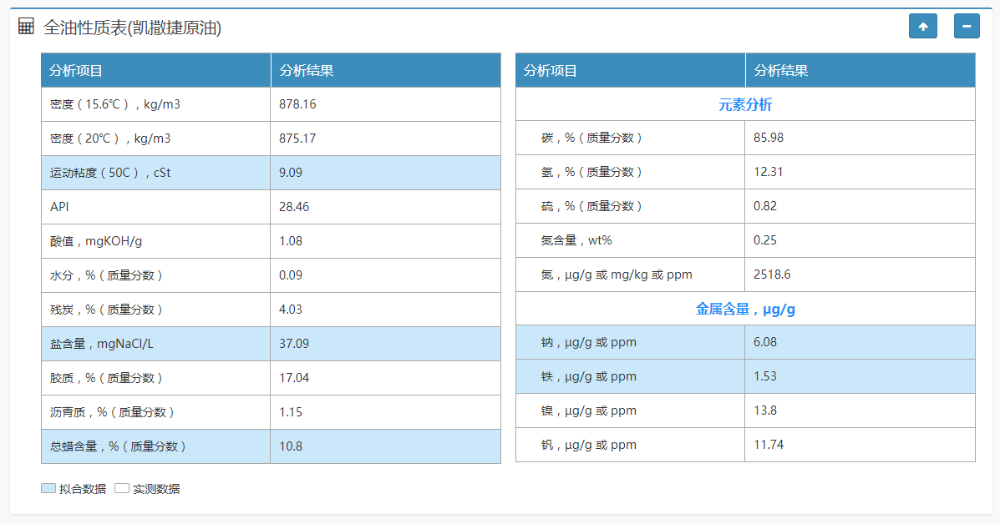 全油性质表(凯撒捷原油)
分析项目 分析结果
密度（15.6℃），kg/m3 878.16
密度（20℃），kg/m3 875.17
运动粘度（50C），cSt 9.09
API 28.46
酸值，mgKOH/g 1.08
水分，%（质量分数） 0.09
残炭，%（质量分数） 4.03
盐含量，mgNaCl/L 37.09
胶质，%（质量分数） 17.04
沥青质，%（质量分数） 1.15
总蜡含量，%（质量分数） 10.8
拟合数据 实测数据
分析项目 分析结果
元素分析
碳，%（质量分数） 85.98
氢，%（质量分数） 12.31
硫，%（质量分数） 0.82
氮含量，wt% 0.25
氮，μg/g 或 mg/kg 或 ppm 2518.6
金属含量，μg/g
钠，μg/g 或 ppm 6.08
铁，μg/g 或 ppm 1.53
镍，μg/g 或 ppm 13.8
钒，μg/g 或 ppm 11.74